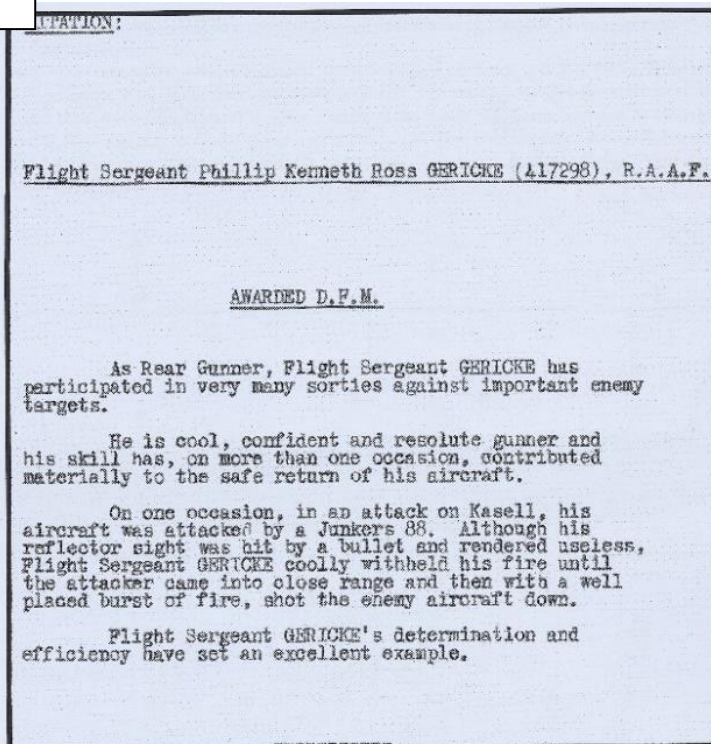 CITATION:
Flight Sergeant Phillip Kenneth Ross GERICKE (417298), R.A.A.F.
AWARDED D.F.M.
As Rear Gunner, Flight Sergeant GERICKE has
participated in very many sorties against important enemy
targets.
He is cool, confident and resolute gunner and
his skill has, on more than one occasion, contributed
materially to the safe return of his aircraft.
On one occasion, in an attack on Kasell, his
aircraft was attacked by a Junkers 88. Although his
reflector sight was hit by a bullet and rendered useless,
Flight Sergeant GERICKE coolly withheld his fire until
the attacker came into close range and then with a well
placed burst of fire, shot the enemy aircraft down.
Flight Sergeant GERICKE's determination and
efficiency have set an excellent example.